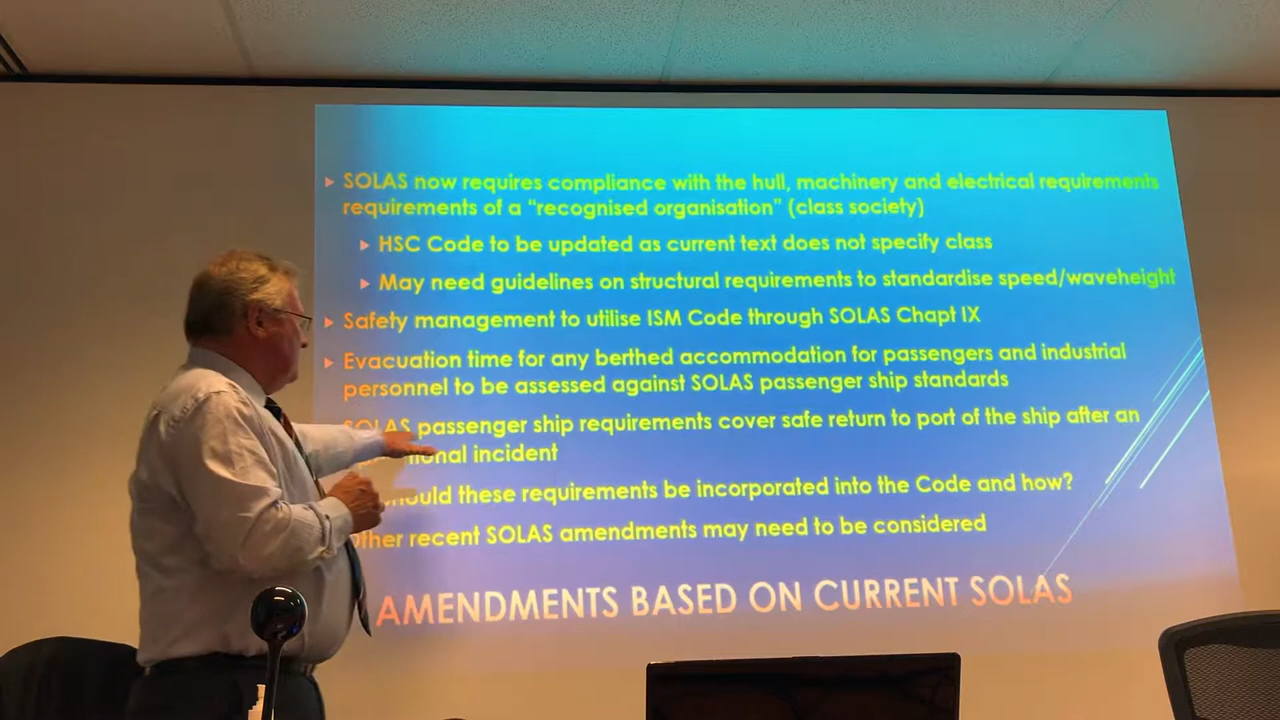 SOLAS now requires compliance with the hull, machinery and electrical requirements
requirements of a “recognised organisation” (class society)
HSC Code to be updated as current text does not specify class
May need guidelines on structural requirements to standardise speed/waveheight
Safety management to utilise ISM Code through SOLAS Chapt IX
Evacuation time for any berthed accommodation for passengers and industrial
personnel to be assessed against SOLAS passenger ship standards
SOLAS passenger ship requirements cover safe return to port of the ship after an
incident
these requirements be incorporated into the Code and how?
Other recent SOLAS amendments may need to be considered
AMENDMENTS BASED ON CURRENT SOLAS